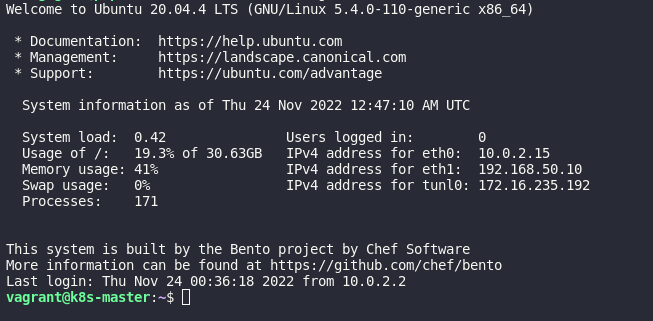 Welcome to Ubuntu 20.04.4 LTS (GNU/Linux 5.4.0-110-generic x86_64)
* Documentation:  https://help.ubuntu.com
* Management:     https://landscape.canonical.com
* Support:        https://ubuntu.com/advantage
System information as of Thu 24 Nov 2022 12:47:10 AM UTC
System load:  0.42               Users logged in:        0
Usage of /:   19.3% of 30.63GB   IPv4 address for eth0:  10.0.2.15
Memory usage: 41%                IPv4 address for eth1:  192.168.50.10
Swap usage:   0%                 IPv4 address for tunl0: 172.16.235.192
Processes:    171
This system is built by the Bento project by Chef Software
More information can be found at https://github.com/chef/bento
Last login: Thu Nov 24 00:36:18 2022 from 10.0.2.2
vagrant@k8s-master:~$